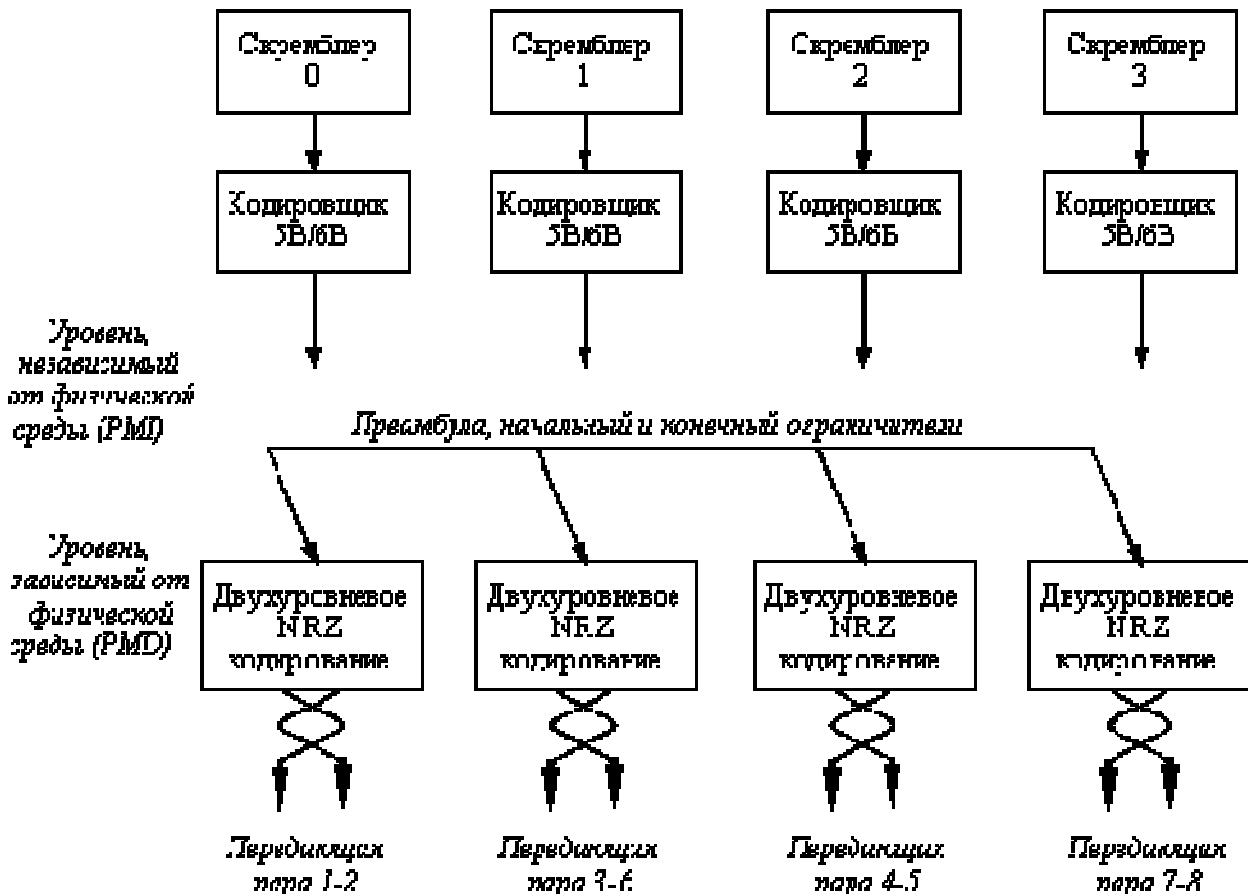 Скремблер
0
Скремблер
1
Скремблер
2
Скремблер
3
Кодировщик
5B/6B
Кодировщик
5B/6B
Кодировщик
5B/6B
Кодировщик
5B/6B
Уровень,
независимый
от физической
среды (PMI)
Преамбула, начальный и конечный ограничители
Уровень,
зависимый от
физической
среды (PMD)
Двухуровневое
NRZ
кодирование
Двухуровневое
NRZ
кодирование
Двухуровневое
NRZ
кодирование
Двухуровневое
NRZ
кодирование
Передающая
пара 1-2
Передающая
пара 3-6
Передающая
пара 4-5
Передающая
пара 7-8